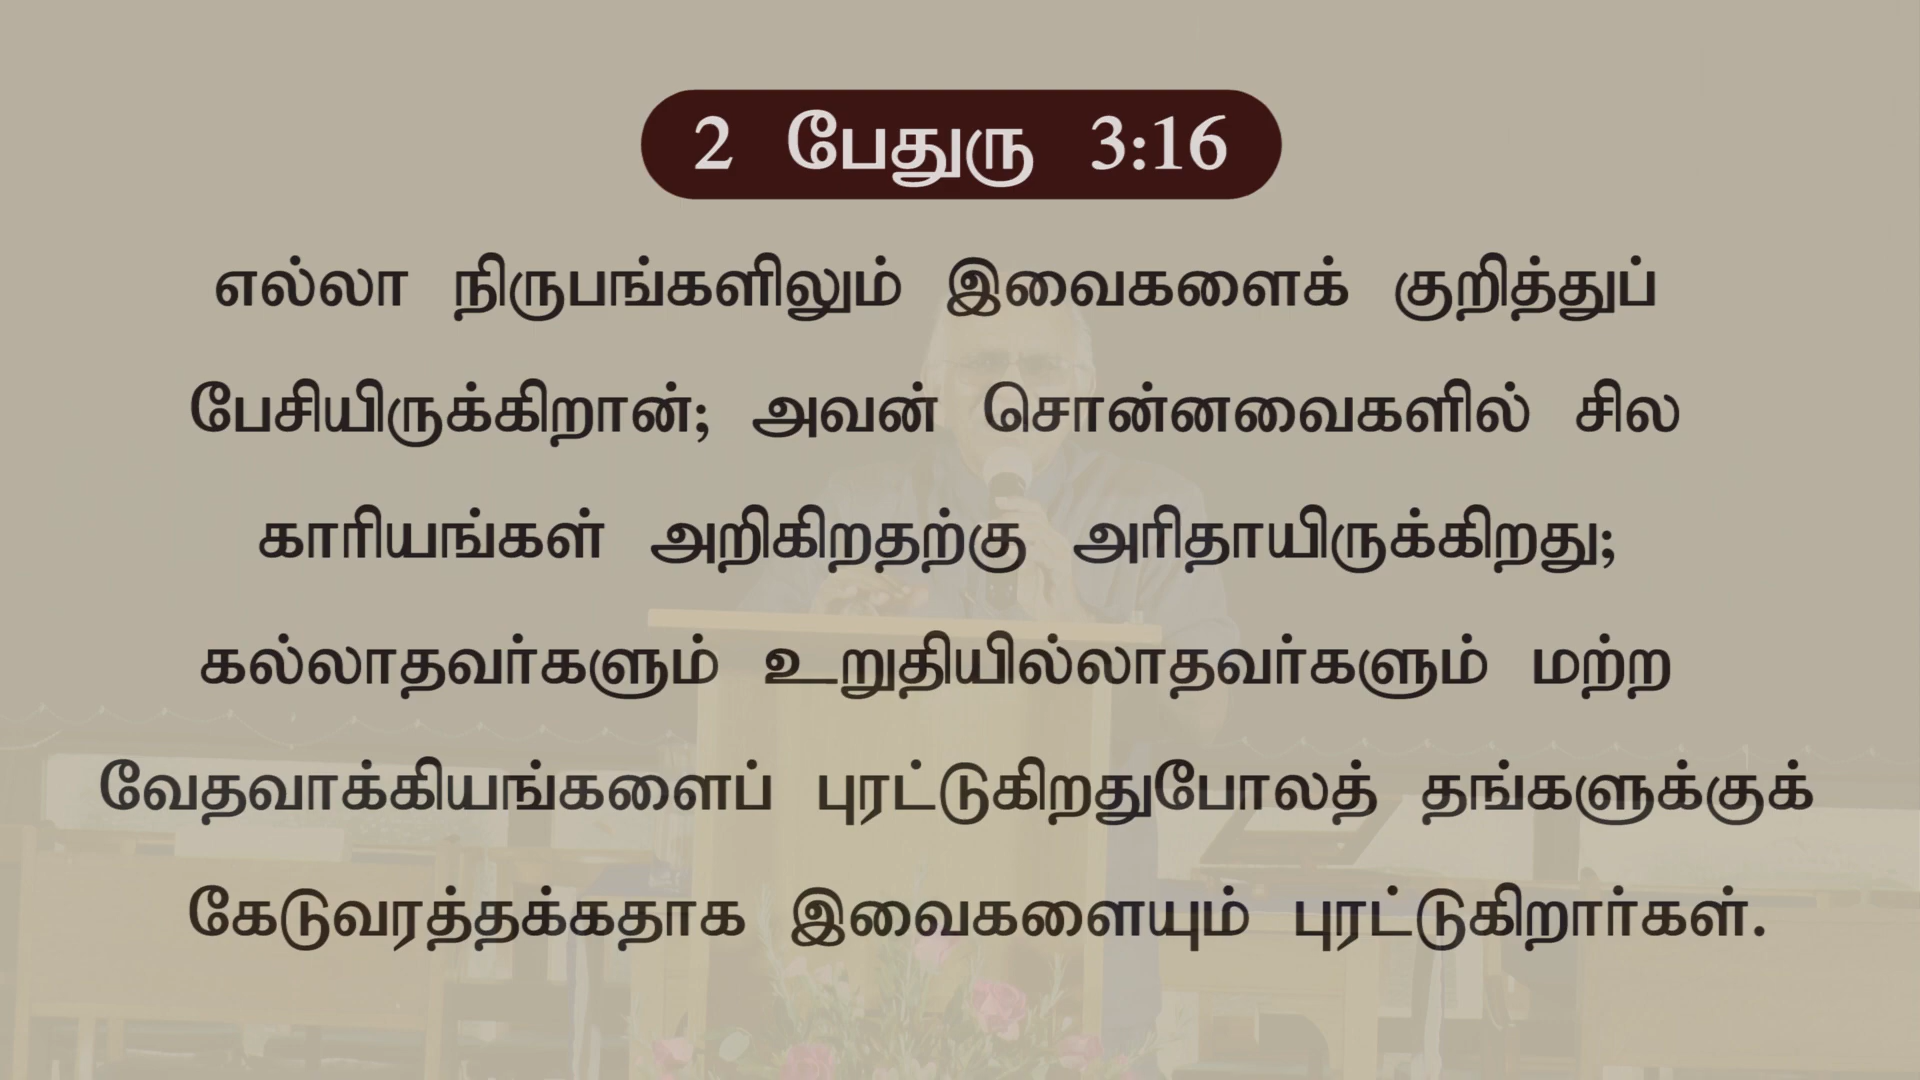 2 பேதுரு 3:16
எல்லா நிருபங்களிலும் இவைகளைக் குறித்துப்
பேசியிருக்கிறான்; அவன் சொன்னவைகளில் சில
காரியங்கள் அறிகிறதற்கு அரிதாயிருக்கிறது;
கல்லாதவர்களும் உறுதியில்லாதவர்களும் மற்ற
வேதவாக்கியங்களைப் புரட்டுகிறதுபோலத் தங்களுக்குக்
கேடுவரத்தக்கதாக இவைகளையும் புரட்டுகிறார்கள்.